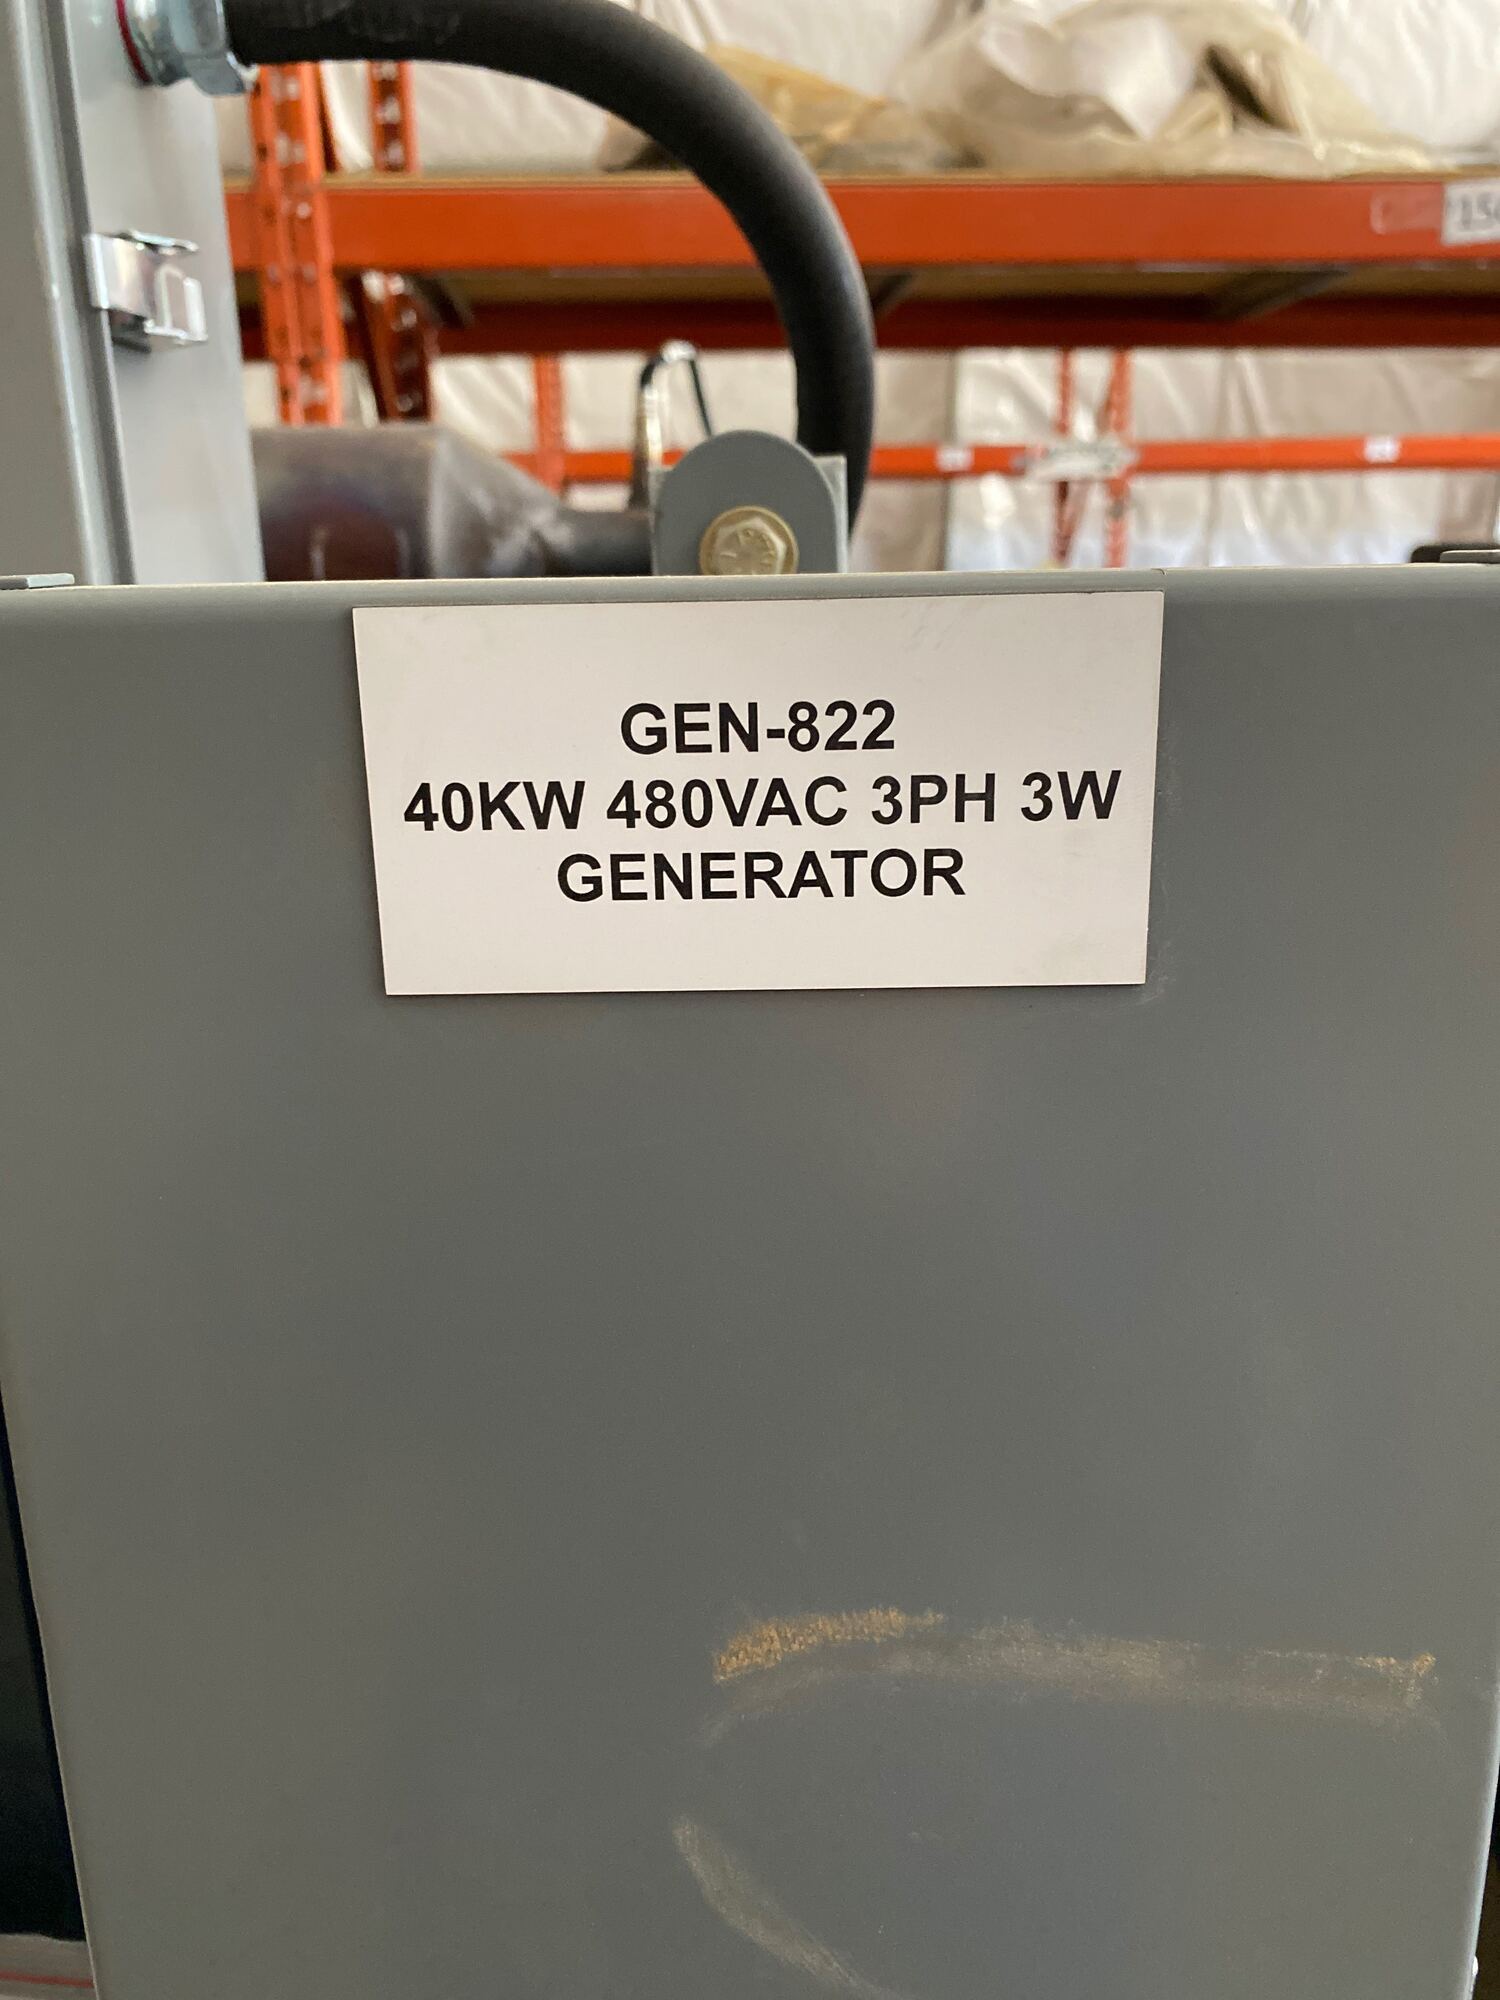 GEN-822
40KW 480VAC 3PH 3W
GENERATOR